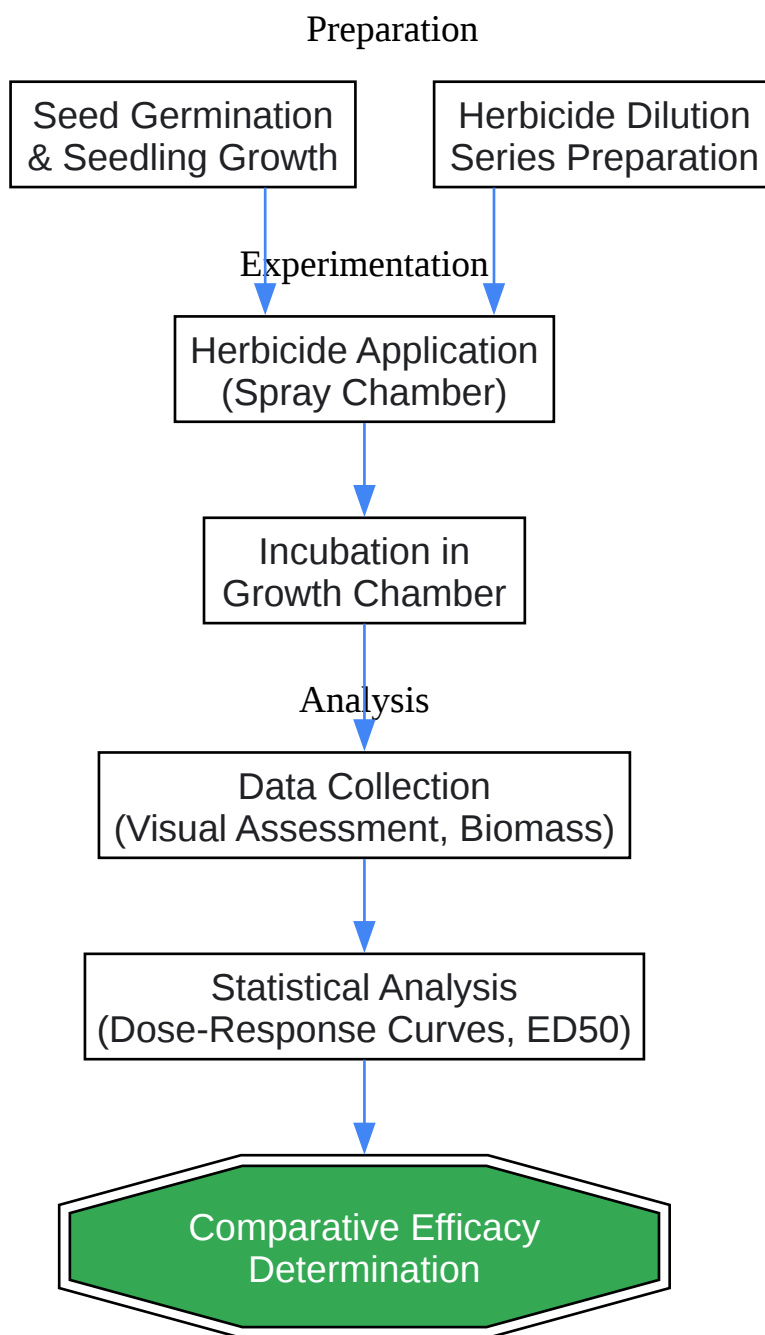 Preparation
Seed Germination
& Seedling Growth
Herbicide Dilution
Series Preparation
Experimentation
Herbicide Application
(Spray Chamber)
Incubation in
Growth Chamber
Analysis
Data Collection
(Visual Assessment, Biomass)
Statistical Analysis
(Dose-Response Curves, ED50)
Comparative Efficacy
Determination